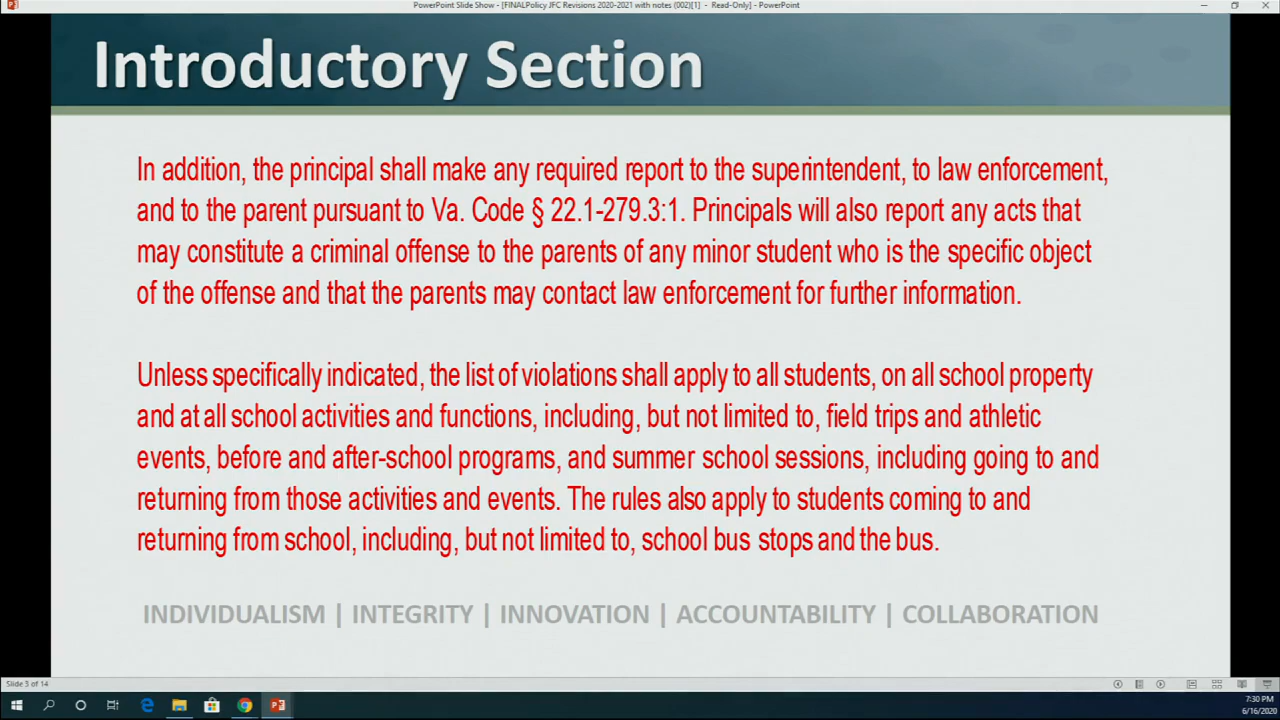 PowerPoint Slide Show - [FINALPolicy JFC Revisions 2020-2021 with notes (002)[1] - Read-Only] - PowerPoint
Introductory Section
In addition, the principal shall make any required report to the superintendent, to law enforcement,
and to the parent pursuant to Va. Code § 22.1-279.3:1. Principals will also report any acts that
may constitute a criminal offense to the parents of any minor student who is the specific object
of the offense and that the parents may contact law enforcement for further information.
Unless specifically indicated, the list of violations shall apply to all students, on all school property
and at all school activities and functions, including, but not limited to, field trips and athletic
events, before and after-school programs, and summer school sessions, including going to and
returning from those activities and events. The rules also apply to students coming to and
returning from school, including, but not limited to, school bus stops and the bus.
INDIVIDUALISM | INTEGRITY | INNOVATION | ACCOUNTABILITY | COLLABORATION
Slide 3 of 14
7:30 PM
6/16/2020